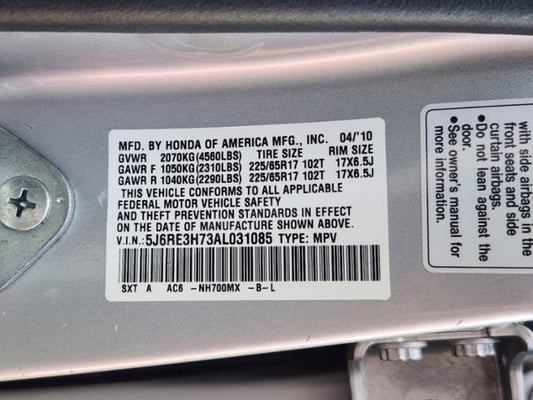 MFD. BY HONDA OF AMERICA MFG., INC. 04/'10
GVWR 2070KG(4560LBS) TIRE SIZE RIM SIZE
GAWR F 1050KG(2310LBS) 225/65R17 102T 17X6.5J
GAWR R 1040KG(2290LBS) 225/65R17 102T 17X6.5J
THIS VEHICLE CONFORMS TO ALL APPLICABLE
FEDERAL MOTOR VEHICLE SAFETY
AND THEFT PREVENTION STANDARDS IN EFFECT
ON THE DATE OF MANUFACTURE SHOWN ABOVE.
V.I.N.:5J6RE3H73AL031085 TYPE: MPV
SXT A AC6 -NH700MX -B-L
with side airbags in the
front seats and side
curtain airbags.
•Do not lean against the
door.
•See owner's manual for